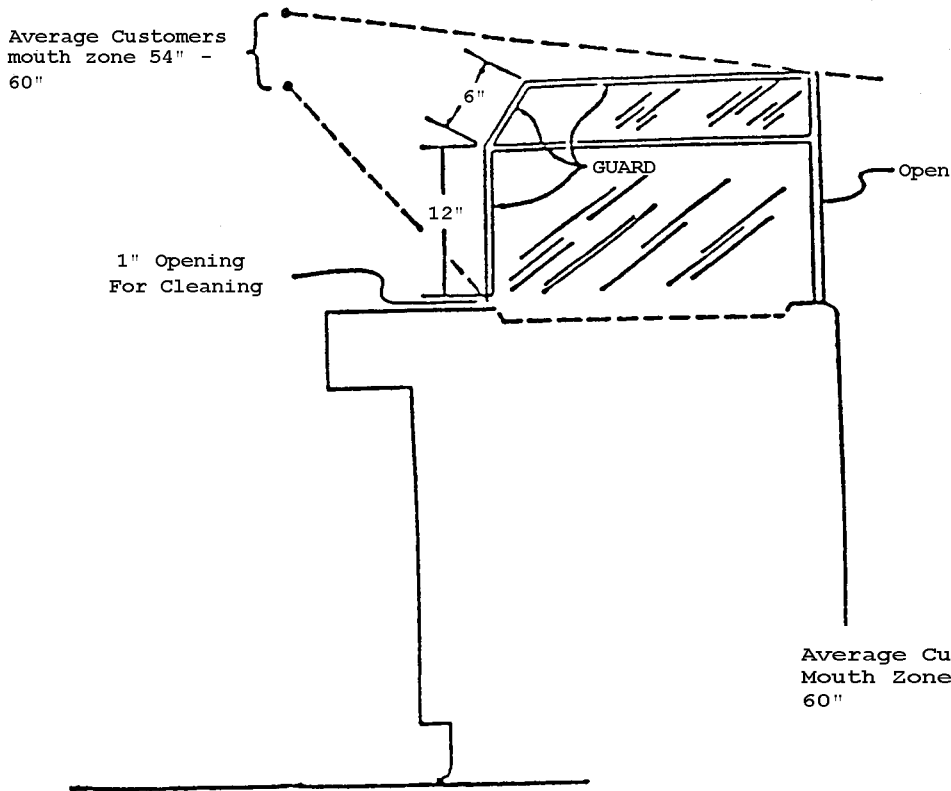 Average Customers
mouth zone 54" -
60"
6"
GUARD
Open
12"
1" Opening
For Cleaning
Average Cu
Mouth Zone
60"